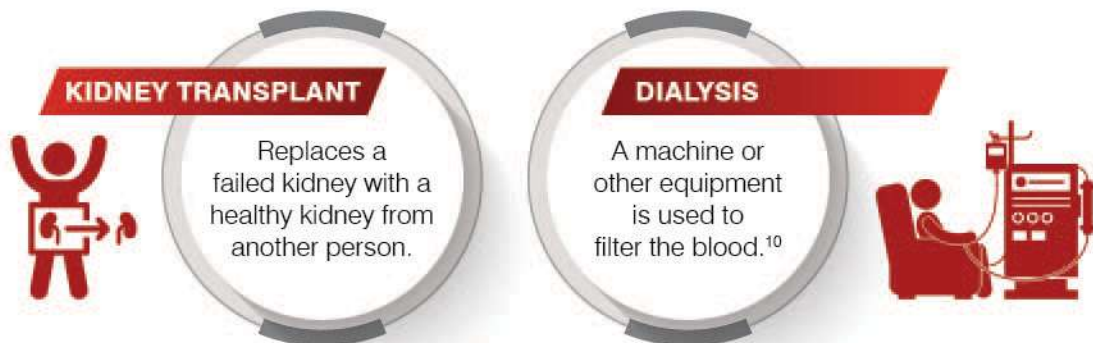 KIDNEY TRANSPLANT
Replaces a
failed kidney with a
healthy kidney from
another person.
DIALYSIS
A machine or
other equipment
is used to
filter the blood.¹⁰